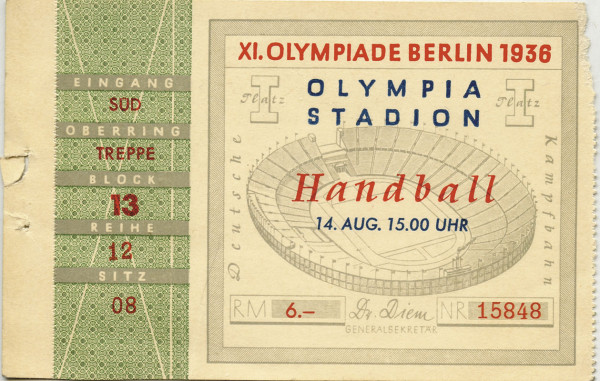 EINGANG
SÜD
OBERRING
TREPPE
BLOCK
13
REIHE
12
SITZ
08
XI. OLYMPIADE BERLIN 1936
I Platz
OLYMPIA
STADION
I Platz
Deutsche
Kampfbahn
Handball
14. AUG. 15.00 UHR
RM 6.– Dr. Diem NR 15848
GENERALSEKRETÄR